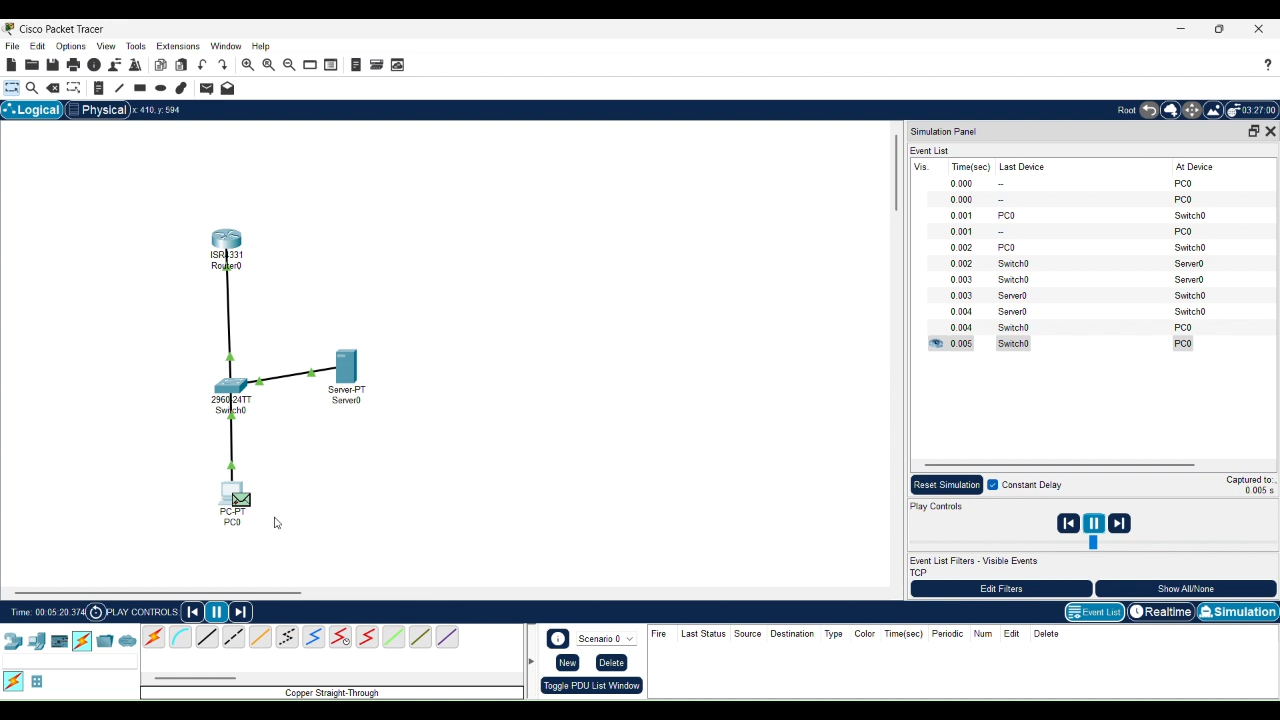 Cisco Packet Tracer
File Edit Options View Tools Extensions Window Help
?
Logical Physical x: 410, y: 594 Root 03:27:00
Simulation Panel
Event List
Vis. Time(sec) Last Device At Device
0.000 -- PC0
0.000 -- PC0
0.001 PC0 Switch0
0.001 -- PC0
0.002 PC0 Switch0
0.002 Switch0 Server0
0.003 Switch0 Server0
0.003 Server0 Switch0
0.004 Server0 Switch0
0.004 Switch0 PC0
0.005 Switch0 PC0
ISR4331
Router0
Server-PT
Server0
2960-24TT
Switch0
PC-PT
PC0
Reset Simulation Constant Delay Captured to:
0.005 s
Play Controls
Event List Filters - Visible Events
TCP
Edit Filters Show All/None
Time: 00:05:20.374 PLAY CONTROLS: Event List Realtime Simulation
Scenario 0
New Delete
Toggle PDU List Window
Fire Last Status Source Destination Type Color Time(sec) Periodic Num Edit Delete
Copper Straight-Through